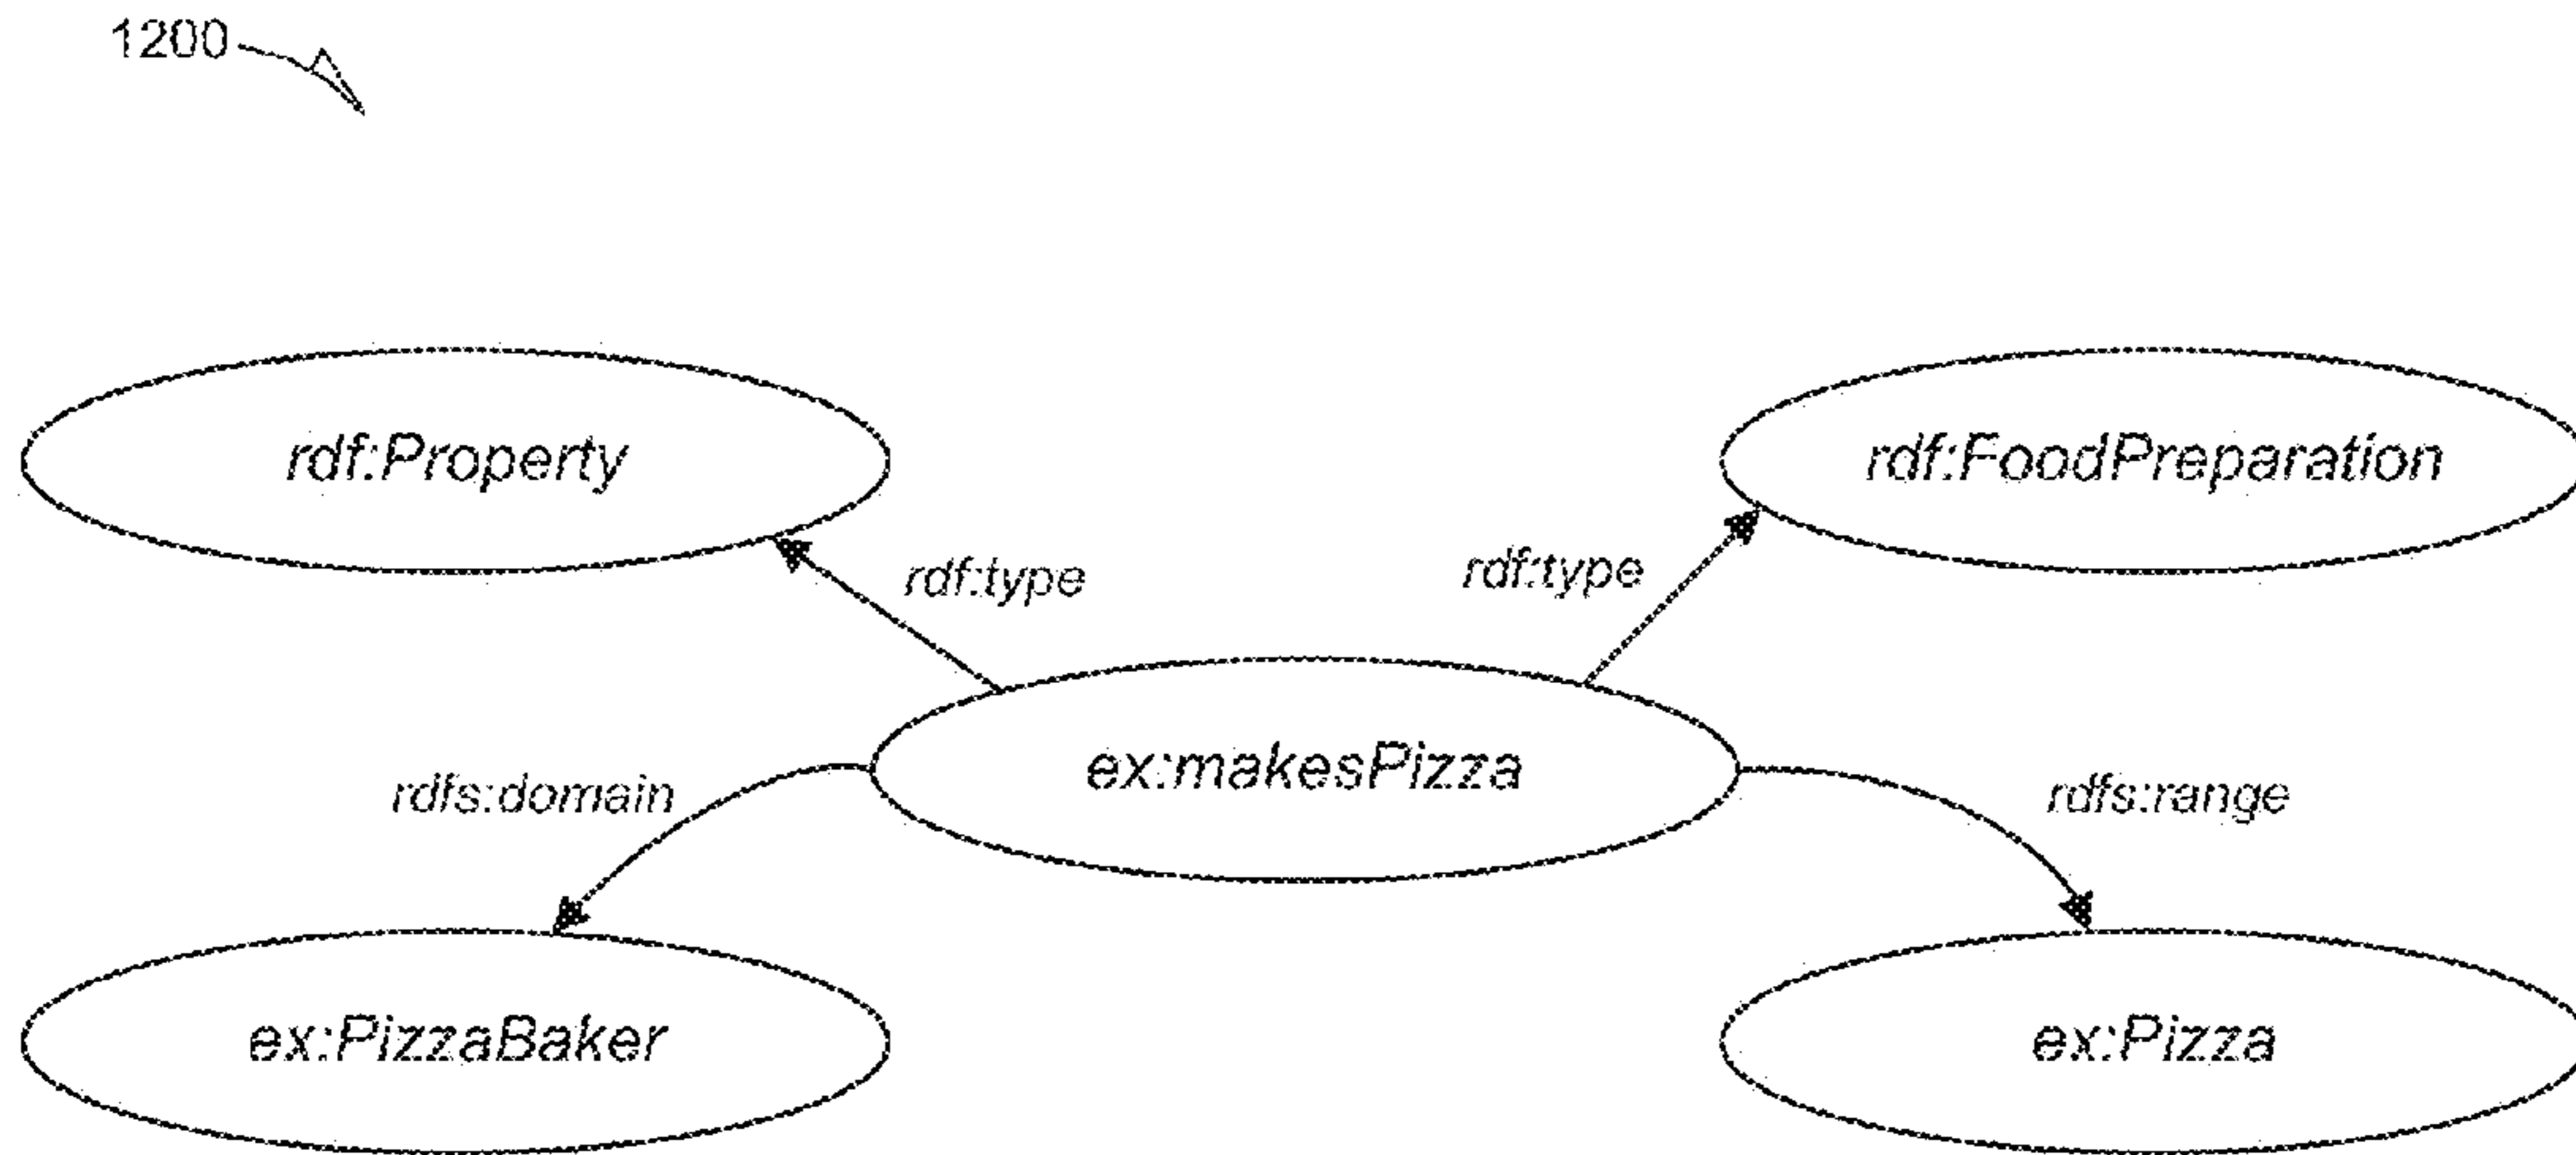 1200
rdf:Property
rdf:FoodPreparation
rdf:type
rdf:type
ex:makesPizza
rdfs:domain
rdfs:range
ex:PizzaBaker
ex:Pizza